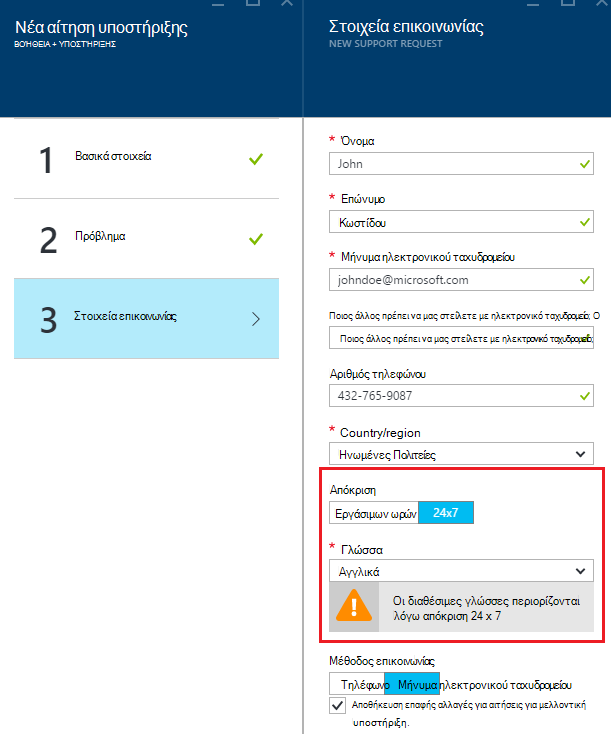 Νέα αίτηση υποστήριξης
ΒΟΉΘΕΙΑ + ΥΠΟΣΤΉΡΙΞΗΣ
1 Βασικά στοιχεία
2 Πρόβλημα
3 Στοιχεία επικοινωνίας
Στοιχεία επικοινωνίας
NEW SUPPORT REQUEST
* Όνομα
John
* Επώνυμο
Κωστίδου
* Μήνυμα ηλεκτρονικού ταχυδρομείου
johndoe@microsoft.com
Ποιος άλλος πρέπει να μας στείλετε με ηλεκτρονικό ταχυδρομείο; Ο
Ποιος άλλος πρέπει να μας στείλετε με ηλεκτρονικό ταχυδρομείο;
Αριθμός τηλεφώνου
432-765-9087
* Country/region
Ηνωμένες Πολιτείες
Απόκριση
Εργάσιμων ωρών 24x7
* Γλώσσα
Αγγλικά
Οι διαθέσιμες γλώσσες περιορίζονται
λόγω απόκριση 24 x 7
Μέθοδος επικοινωνίας
Τηλέφωνο Μήνυμα ηλεκτρονικού ταχυδρομείου
Αποθήκευση επαφής αλλαγές για αιτήσεις για μελλοντική
υποστήριξη.